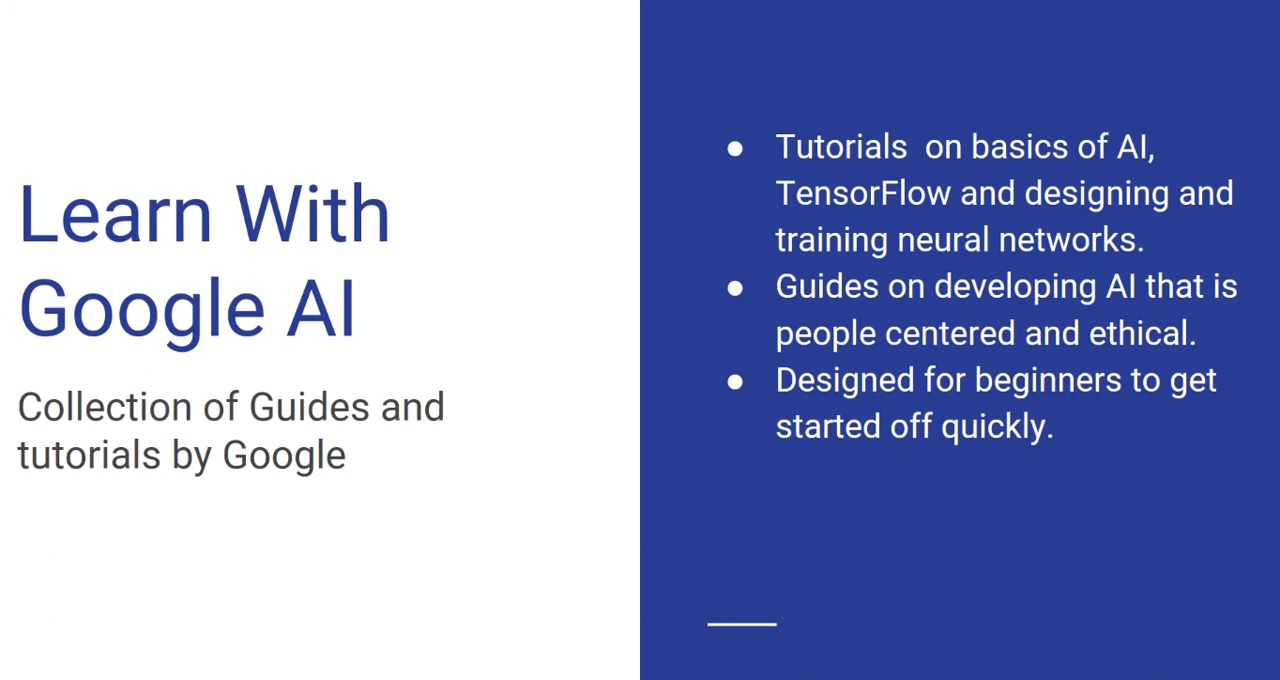 Learn With
Google AI
Collection of Guides and
tutorials by Google
● Tutorials  on basics of AI,
TensorFlow and designing and
training neural networks.
● Guides on developing AI that is
people centered and ethical.
● Designed for beginners to get
started off quickly.